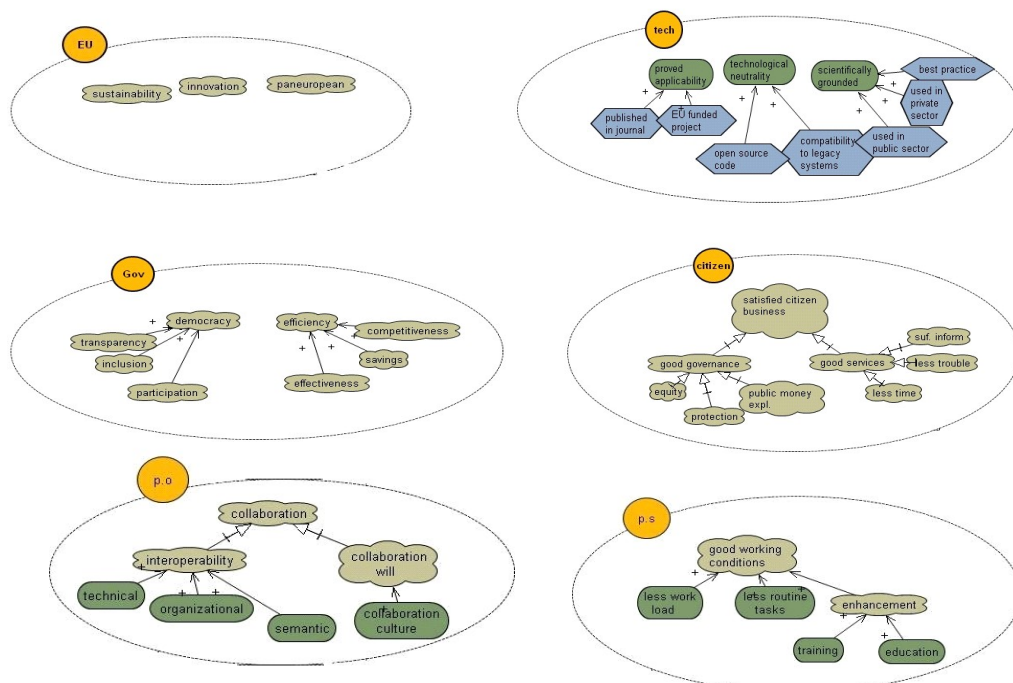 EU
sustainability
innovation
paneuropean
tech
proved
applicability
technological
neutrality
scientifically
grounded
best practice
used in
private
sector
published
in journal
EU funded
project
open source
code
compatibility
to legacy
systems
used in
public sector
+
+
+
+
+
+
+
Gov
democracy
transparency
inclusion
participation
+
+
efficiency
competitiveness
savings
effectiveness
+
+
+
citizen
satisfied citizen
business
good governance
equity
protection
public money
expl.
good services
suf. inform
less trouble
less time
p.o
collaboration
interoperability
collaboration
will
technical
organizational
semantic
collaboration
culture
+
+
+
+
p.s
good working
conditions
less work
load
less routine
tasks
enhancement
training
education
+
+
+
+
+